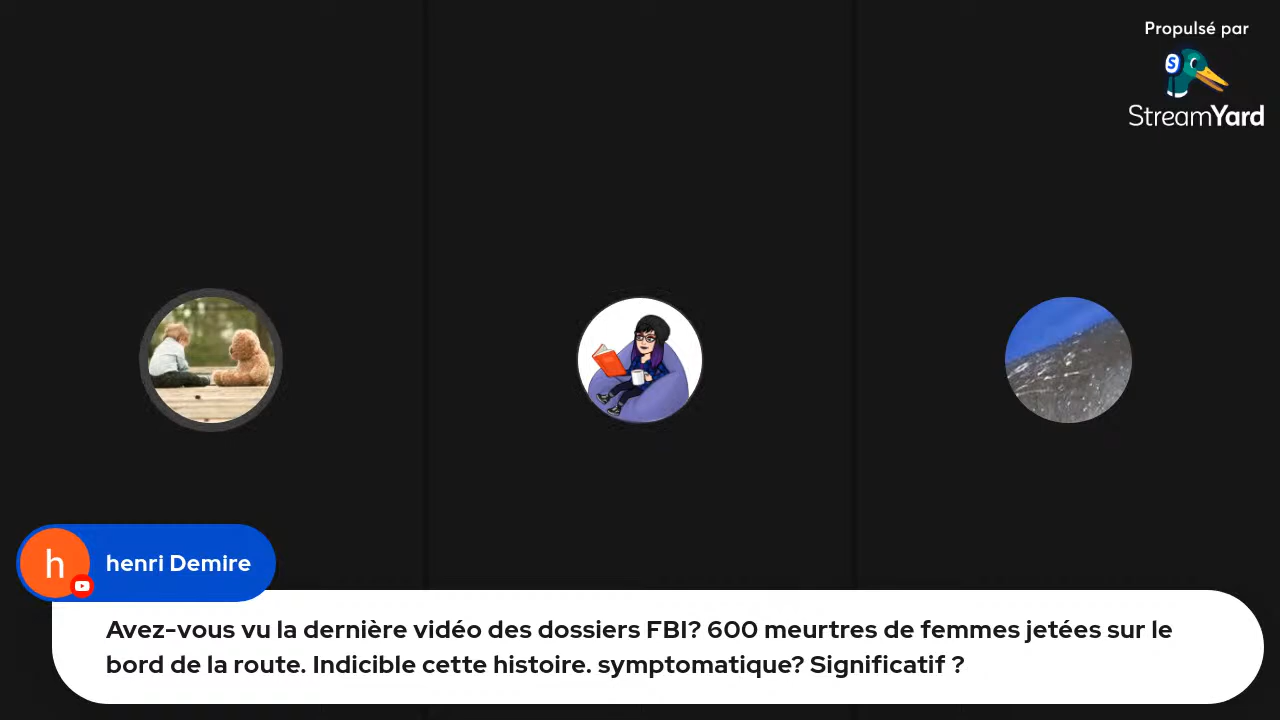 Propulsé par
S
StreamYard
h
henri Demire
Avez-vous vu la dernière vidéo des dossiers FBI? 600 meurtres de femmes jetées sur le
bord de la route. Indicible cette histoire. symptomatique? Significatif ?